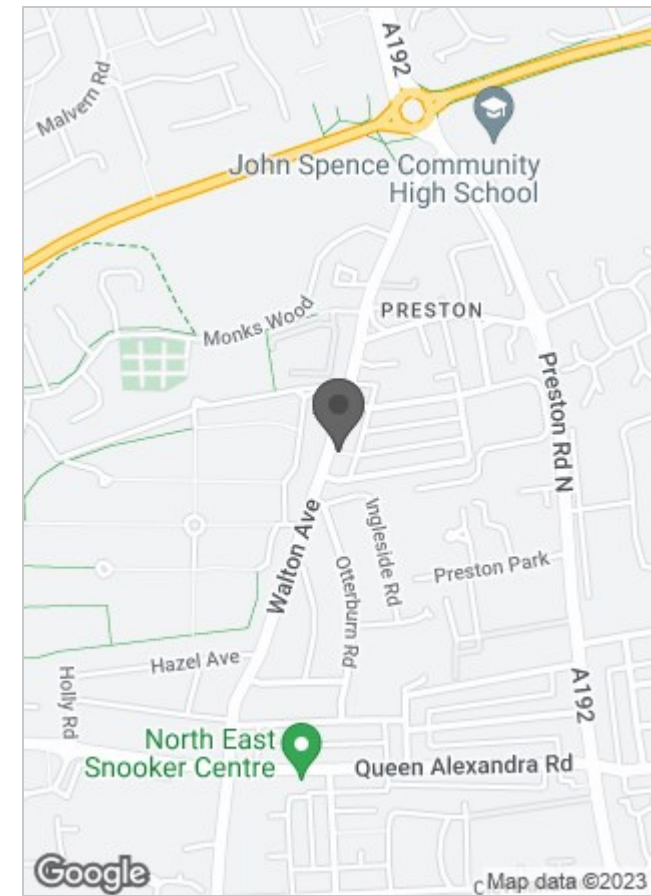 A192
Malvern Rd
John Spence Community
High School
PRESTON
Monks Wood
Preston Rd N
Walton Ave
Ingleside Rd
Otterburn Rd
Preston Park
Hazel Ave
Holly Rd
A192
North East
Snooker Centre
Queen Alexandra Rd
Google
Map data ©2023